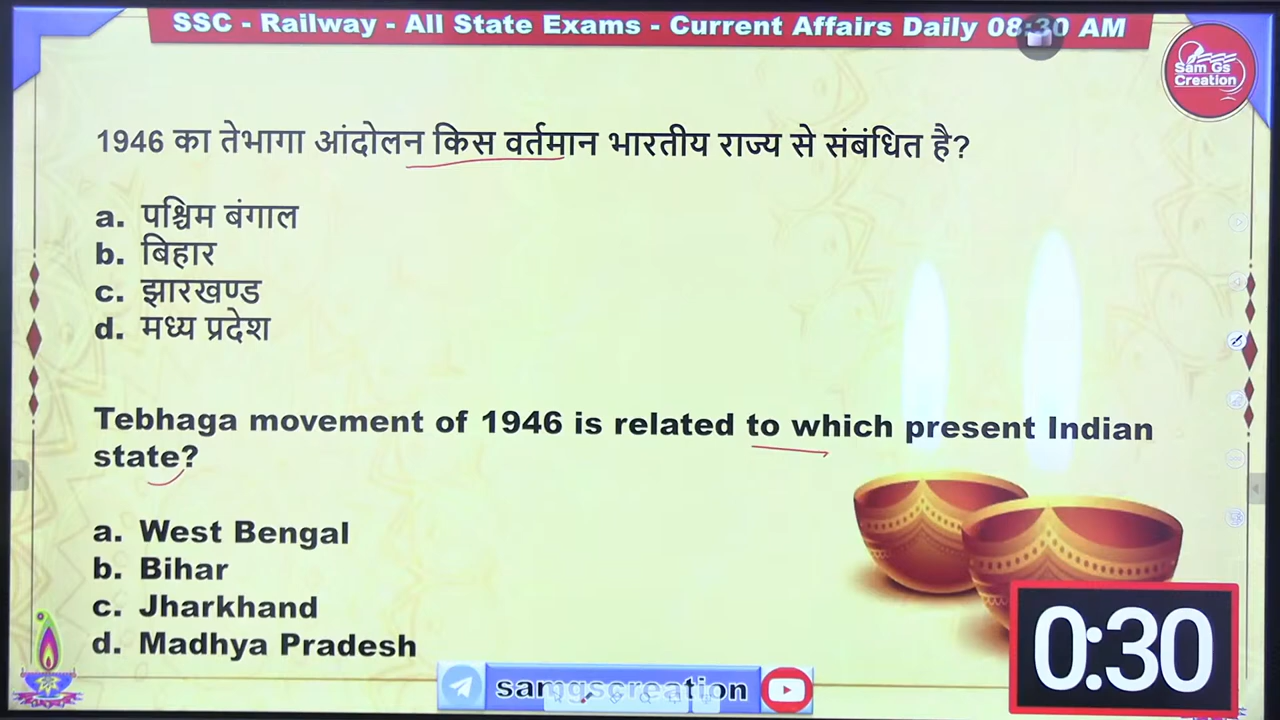 SSC - Railway - All State Exams - Current Affairs Daily 08:30 AM
Sam Gs
Creation
1946 का तेभागा आंदोलन किस वर्तमान भारतीय राज्य से संबंधित है?
a. पश्चिम बंगाल
b. बिहार
c. झारखण्ड
d. मध्य प्रदेश
Tebhaga movement of 1946 is related to which present Indian
state?
a. West Bengal
b. Bihar
c. Jharkhand
d. Madhya Pradesh
samgscreation
0:30